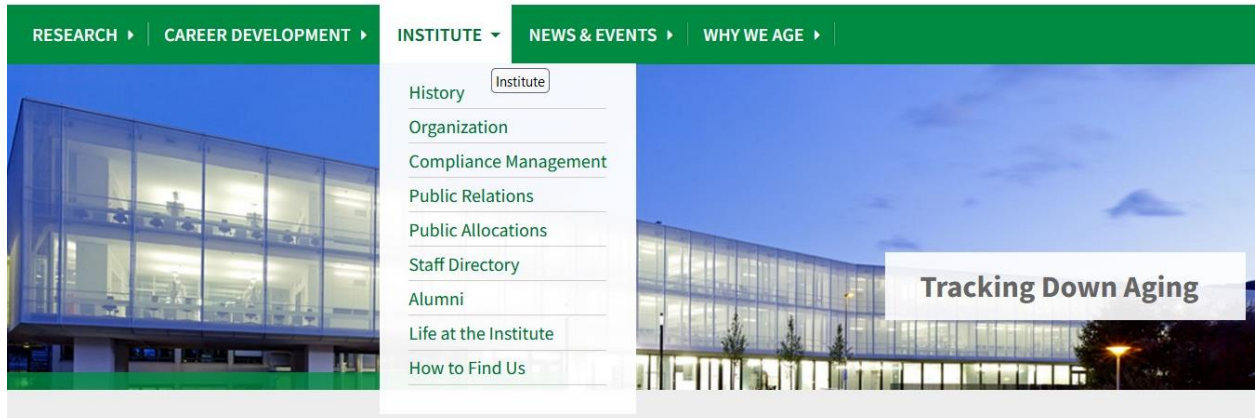 RESEARCH
CAREER DEVELOPMENT
INSTITUTE
NEWS & EVENTS
WHY WE AGE
Institute
History
Organization
Compliance Management
Public Relations
Public Allocations
Staff Directory
Alumni
Life at the Institute
How to Find Us
Tracking Down Aging